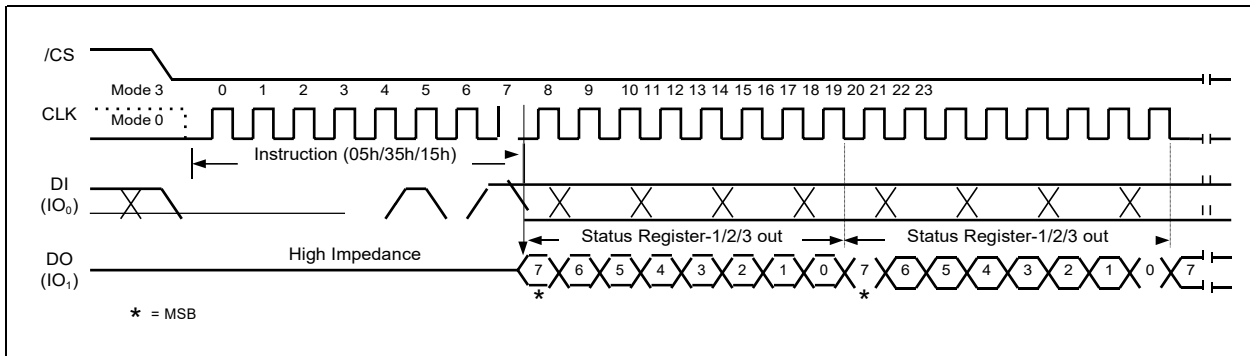 /CS
Mode 3 0 1 2 3 4 5 6 7 8 9 10 11 12 13 14 15 16 17 18 19 20 21 22 23
CLK
Mode 0
Instruction (05h/35h/15h)
DI
(IO0)
Status Register-1/2/3 out Status Register-1/2/3 out
High Impedance
DO
(IO1)
7 6 5 4 3 2 1 0 7 6 5 4 3 2 1 0 7
* *
* = MSB